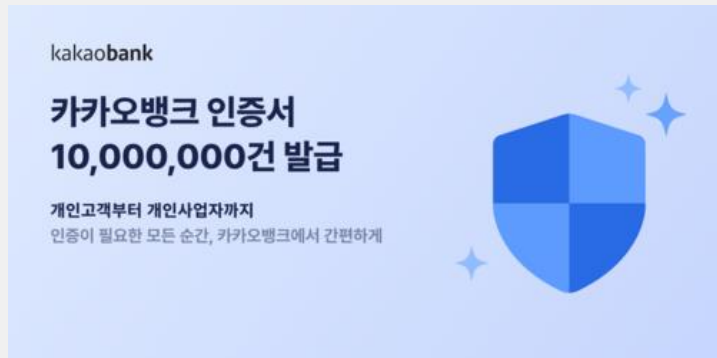 kakaobank
카카오뱅크 인증서
10,000,000건 발급
개인고객부터 개인사업자까지
인증이 필요한 모든 순간, 카카오뱅크에서 간편하게